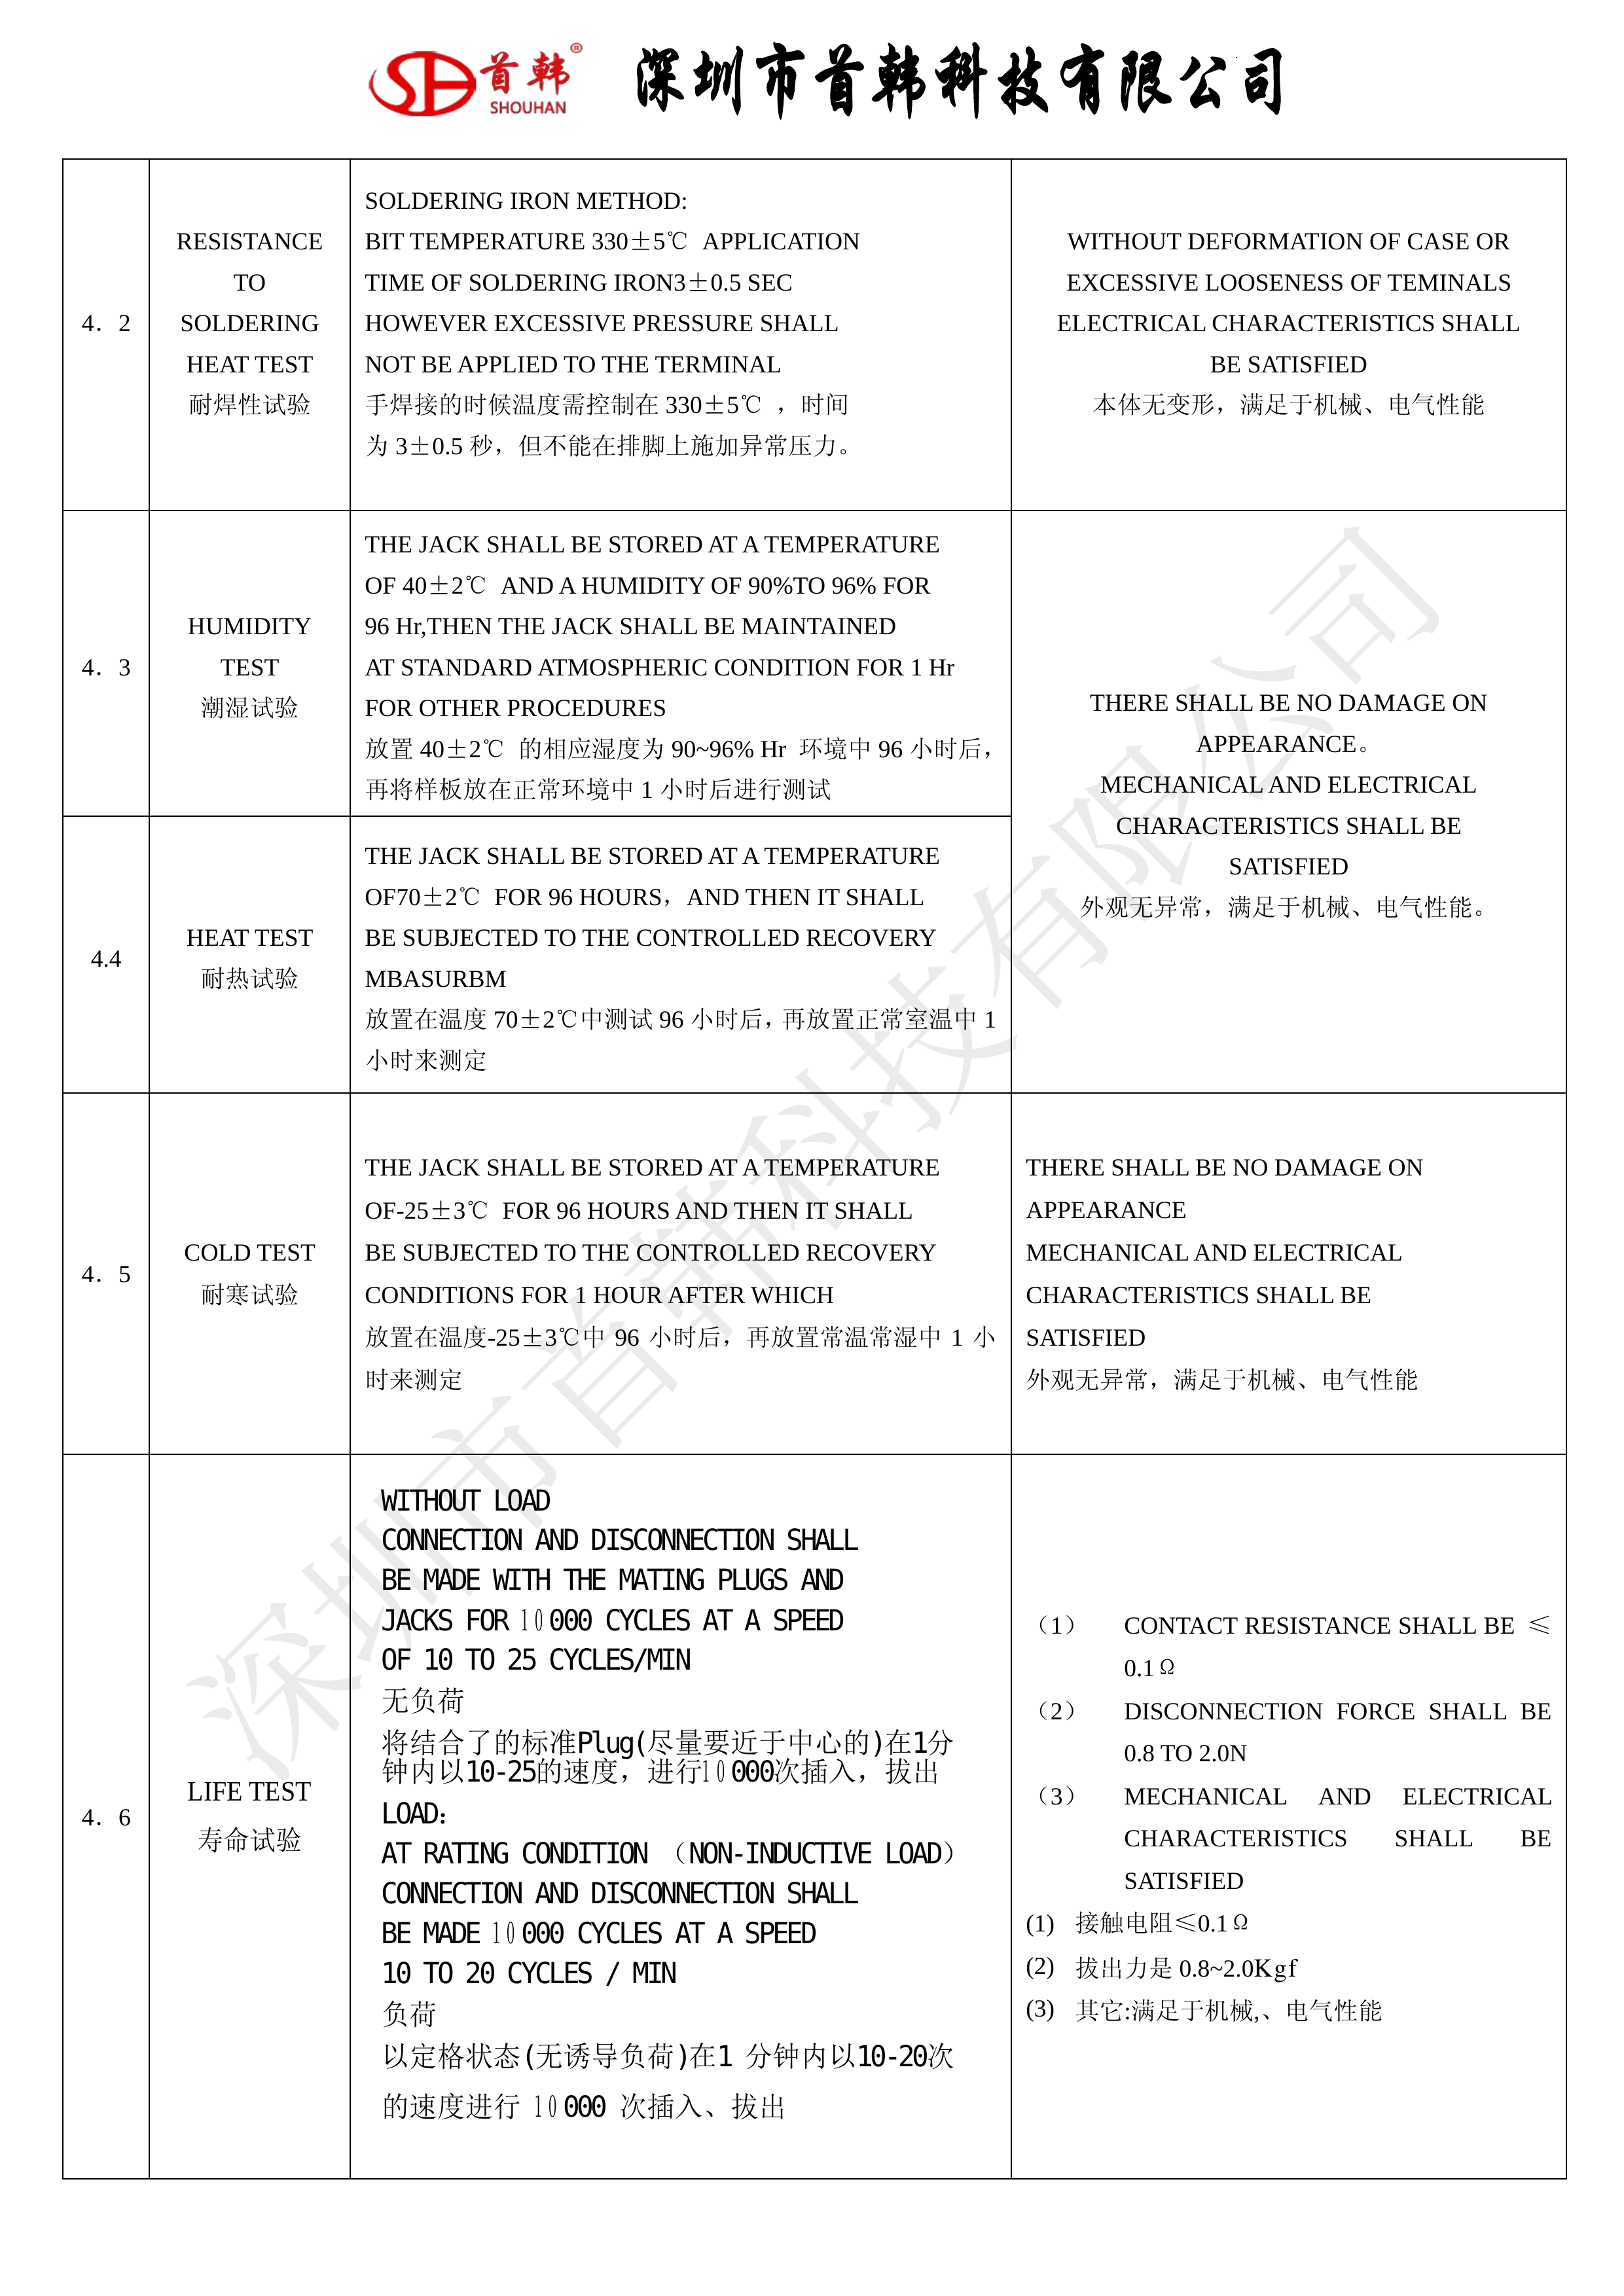 首韩®
SHOUHAN
深圳市首韩科技有限公司
4．2
RESISTANCE
TO
SOLDERING
HEAT TEST
耐焊性试验
SOLDERING IRON METHOD:
BIT TEMPERATURE 330±5℃ APPLICATION
TIME OF SOLDERING IRON3±0.5 SEC
HOWEVER EXCESSIVE PRESSURE SHALL
NOT BE APPLIED TO THE TERMINAL
手焊接的时候温度需控制在 330±5℃ ，时间
为 3±0.5 秒，但不能在排脚上施加异常压力。
WITHOUT DEFORMATION OF CASE OR
EXCESSIVE LOOSENESS OF TEMINALS
ELECTRICAL CHARACTERISTICS SHALL
BE SATISFIED
本体无变形，满足于机械、电气性能
4．3
HUMIDITY
TEST
潮湿试验
THE JACK SHALL BE STORED AT A TEMPERATURE
OF 40±2℃ AND A HUMIDITY OF 90%TO 96% FOR
96 Hr,THEN THE JACK SHALL BE MAINTAINED
AT STANDARD ATMOSPHERIC CONDITION FOR 1 Hr
FOR OTHER PROCEDURES
放置 40±2℃ 的相应湿度为 90~96% Hr 环境中 96 小时后，
再将样板放在正常环境中 1 小时后进行测试
THERE SHALL BE NO DAMAGE ON
APPEARANCE。
MECHANICAL AND ELECTRICAL
CHARACTERISTICS SHALL BE
SATISFIED
外观无异常，满足于机械、电气性能。
4.4
HEAT TEST
耐热试验
THE JACK SHALL BE STORED AT A TEMPERATURE
OF70±2℃ FOR 96 HOURS，AND THEN IT SHALL
BE SUBJECTED TO THE CONTROLLED RECOVERY
MBASURBM
放置在温度 70±2℃中测试 96 小时后，再放置正常室温中 1
小时来测定
4．5
COLD TEST
耐寒试验
THE JACK SHALL BE STORED AT A TEMPERATURE
OF-25±3℃ FOR 96 HOURS AND THEN IT SHALL
BE SUBJECTED TO THE CONTROLLED RECOVERY
CONDITIONS FOR 1 HOUR AFTER WHICH
放置在温度-25±3℃中 96 小时后，再放置常温常湿中 1 小
时来测定
THERE SHALL BE NO DAMAGE ON
APPEARANCE
MECHANICAL AND ELECTRICAL
CHARACTERISTICS SHALL BE
SATISFIED
外观无异常，满足于机械、电气性能
4．6
LIFE TEST
寿命试验
WITHOUT LOAD
CONNECTION AND DISCONNECTION SHALL
BE MADE WITH THE MATING PLUGS AND
JACKS FOR 10000 CYCLES AT A SPEED
OF 10 TO 25 CYCLES/MIN
无负荷
将结合了的标准Plug(尽量要近于中心的)在1分
钟内以10-25的速度，进行10000次插入，拔出
LOAD：
AT RATING CONDITION （NON-INDUCTIVE LOAD）
CONNECTION AND DISCONNECTION SHALL
BE MADE 10000 CYCLES AT A SPEED
10 TO 20 CYCLES / MIN
负荷
以定格状态(无诱导负荷)在1 分钟内以10-20次
的速度进行 10000 次插入、拔出
（1） CONTACT RESISTANCE SHALL BE ≤
0.1Ω
（2） DISCONNECTION FORCE SHALL BE
0.8 TO 2.0N
（3） MECHANICAL AND ELECTRICAL
CHARACTERISTICS SHALL BE
SATISFIED
(1) 接触电阻≤0.1Ω
(2) 拔出力是 0.8~2.0Kgf
(3) 其它:满足于机械,、电气性能
深圳市首韩科技有限公司